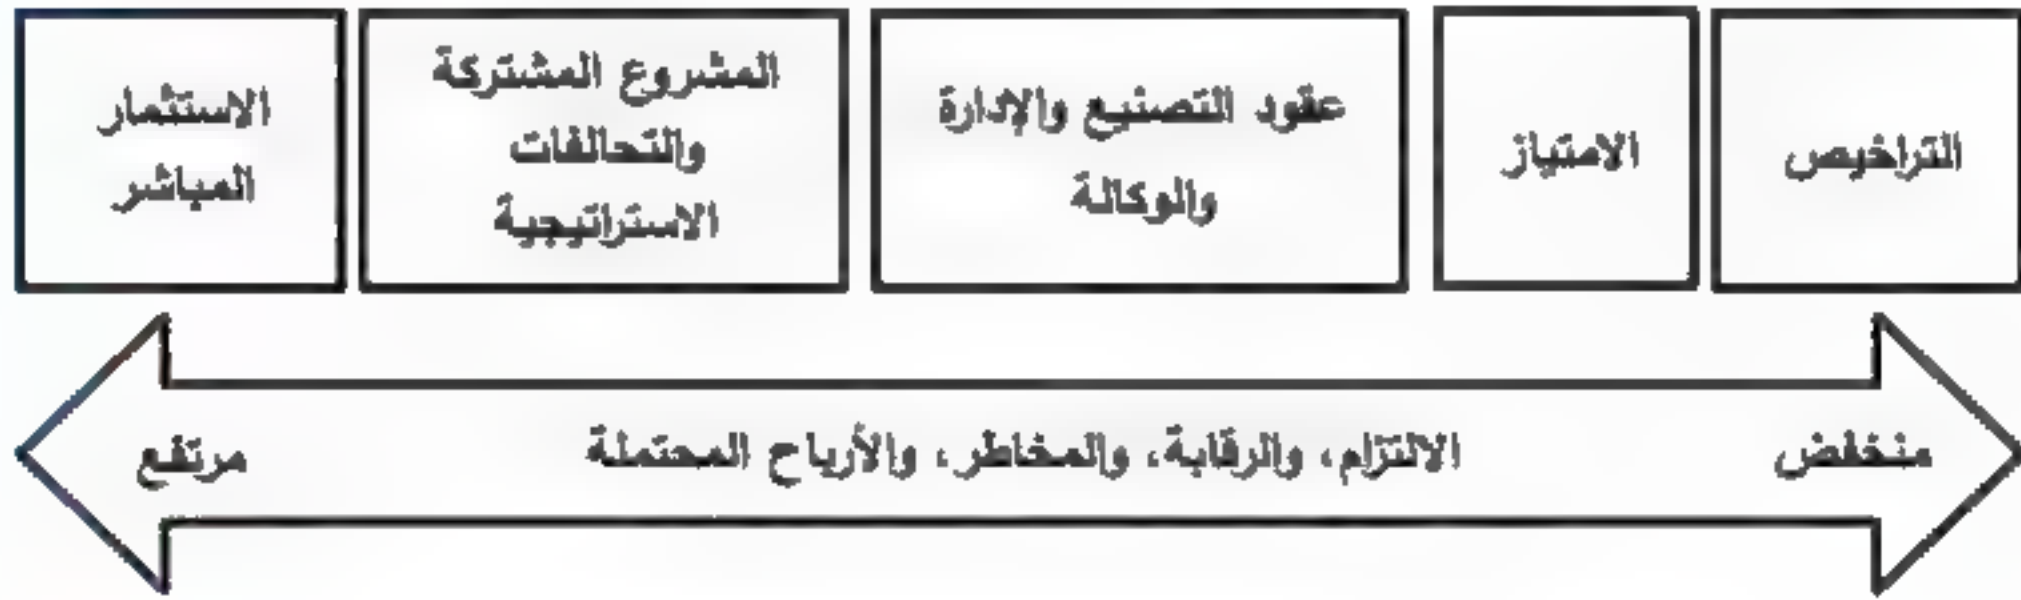 التراخيص
الامتياز
عقود التصنيع والإدارة
والوكالة
المشروع المشتركة
والتحالفات
الاستراتيجية
الاستثمار
المباشر
منخفض
الالتزام، والرقابة، والمخاطر، والأرباح المحتملة
مرتفع